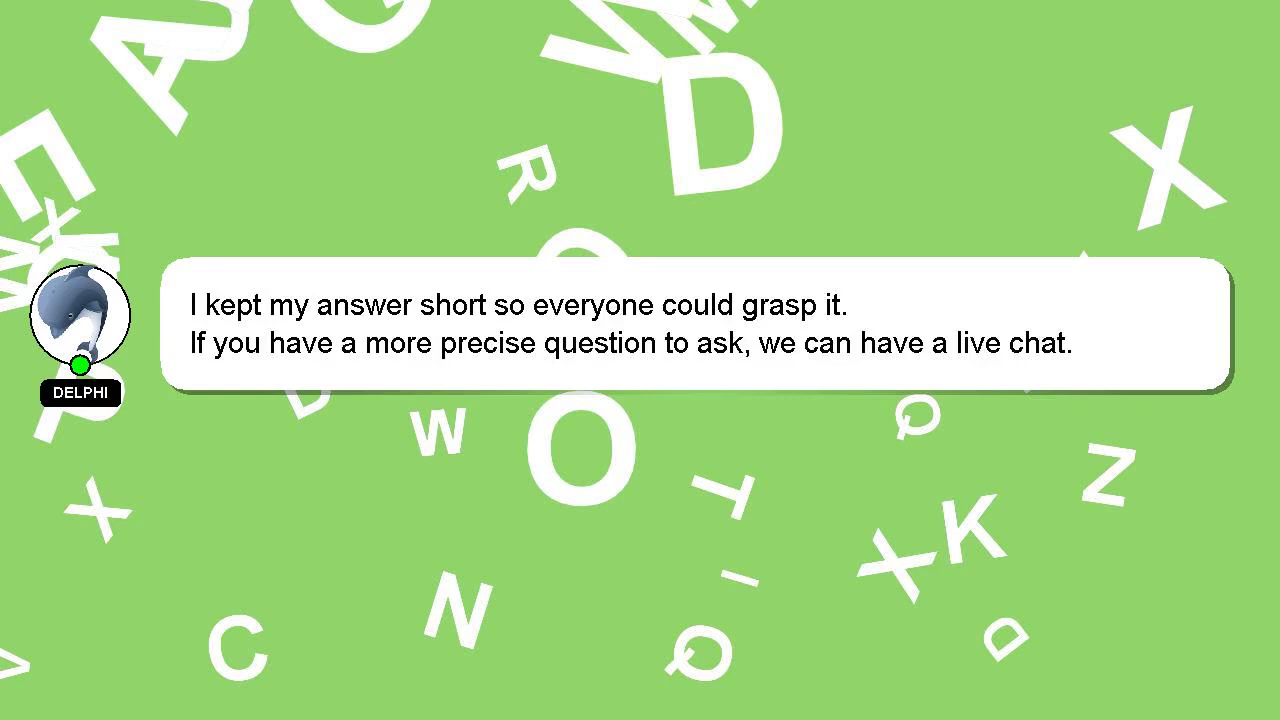 I kept my answer short so everyone could grasp it.
If you have a more precise question to ask, we can have a live chat.
DELPHI
A
G
M
D
E
R
X
X
K
W
D
W
O
Q
T
Z
X
K
X
I
N
C
Q
D
V